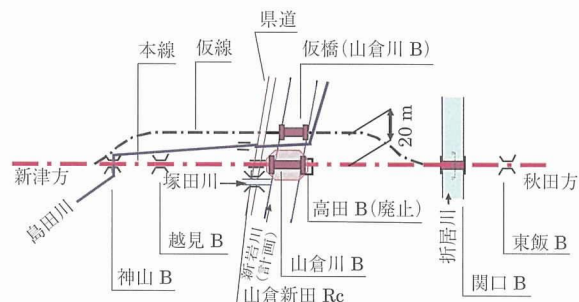 県道
本線
仮線
仮橋(山倉川 B)
20 m
新津方
塚田川
秋田方
島田川
越見 B
新岩川
(計画)
高田 B(廃止)
折居川
東飯 B
神山 B
山倉川 B
関口 B
山倉新田 Rc